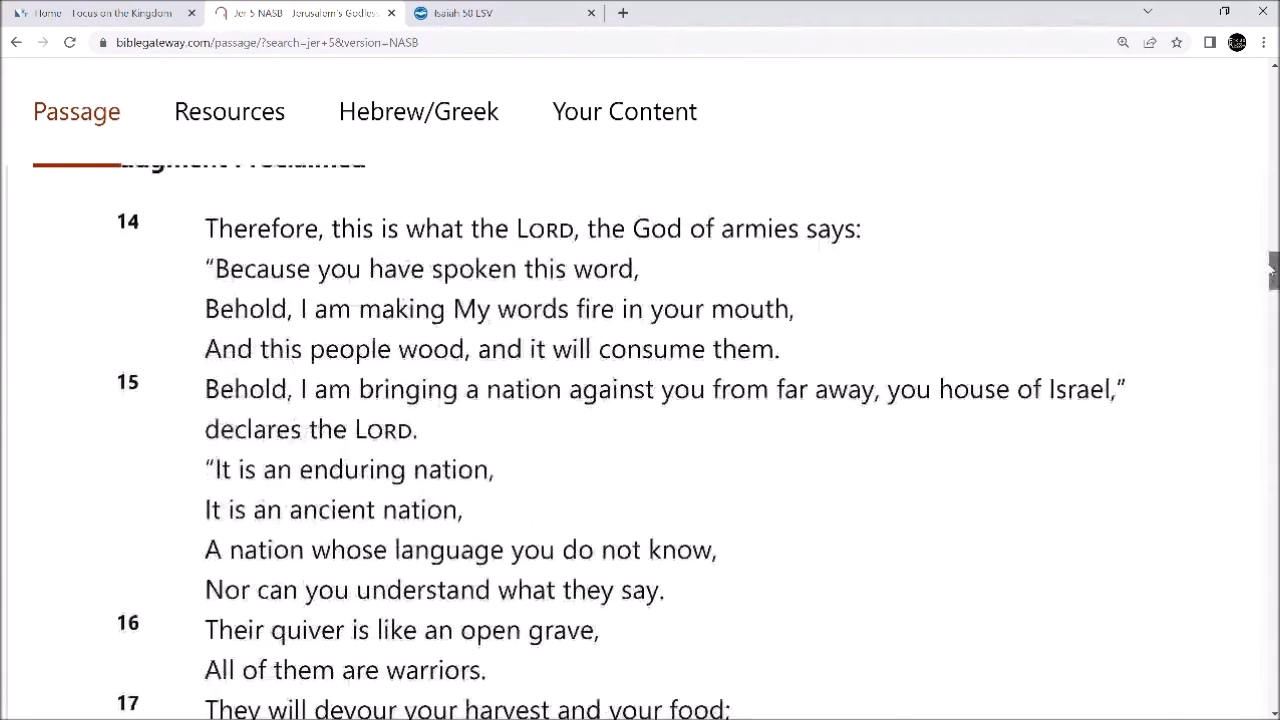 Home - Focus on the Kingdom
Jer 5 NASB - Jerusalem's Godless
Isaiah 50 LSV
biblegateway.com/passage/?search=jer+5&version=NASB
Passage
Resources
Hebrew/Greek
Your Content
Judgment Proclaimed
14 Therefore, this is what the LORD, the God of armies says:
“Because you have spoken this word,
Behold, I am making My words fire in your mouth,
And this people wood, and it will consume them.
15 Behold, I am bringing a nation against you from far away, you house of Israel,”
declares the LORD.
“It is an enduring nation,
It is an ancient nation,
A nation whose language you do not know,
Nor can you understand what they say.
16 Their quiver is like an open grave,
All of them are warriors.
17 They will devour your harvest and your food;